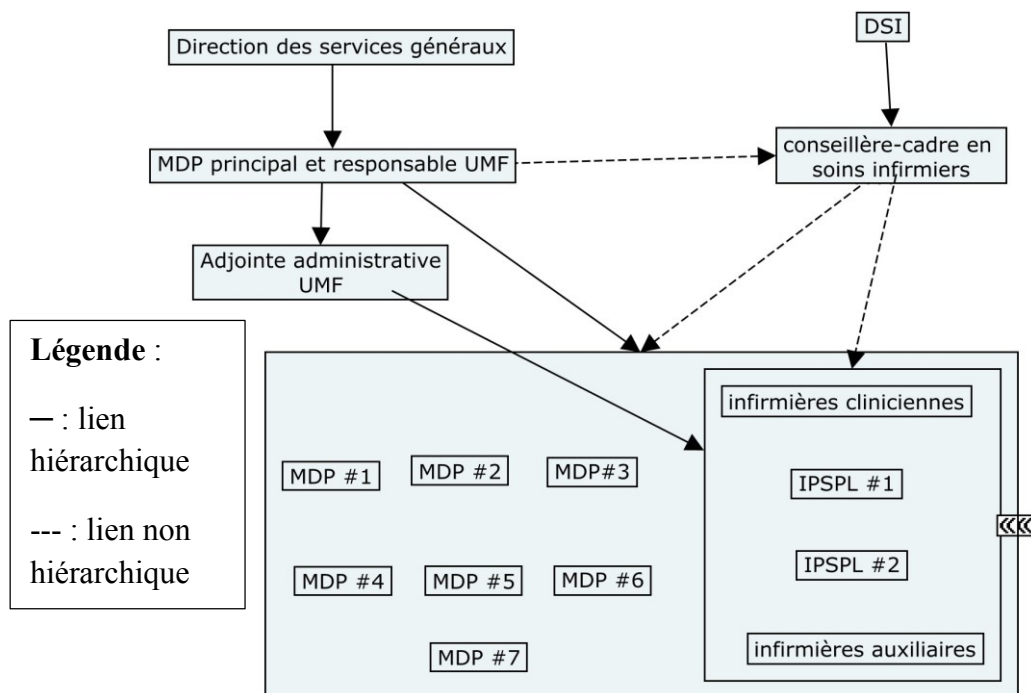 Direction des services généraux
DSI
MDP principal et responsable UMF
conseillère-cadre en
soins infirmiers
Adjointe administrative
UMF
Légende :
— : lien
hiérarchique
--- : lien non
hiérarchique
infirmières cliniciennes
MDP #1
MDP #2
MDP#3
IPSPL #1
MDP #4
MDP #5
MDP #6
IPSPL #2
MDP #7
infirmières auxiliaires